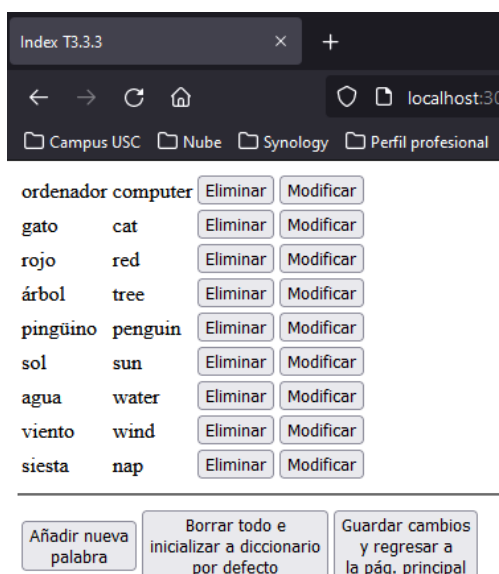 Index T3.3.3
localhost:30
Campus USC Nube Synology Perfil profesional
ordenador computer Eliminar Modificar
gato cat Eliminar Modificar
rojo red Eliminar Modificar
árbol tree Eliminar Modificar
pingüino penguin Eliminar Modificar
sol sun Eliminar Modificar
agua water Eliminar Modificar
viento wind Eliminar Modificar
siesta nap Eliminar Modificar
Añadir nueva
palabra
Borrar todo e
inicializar a diccionario
por defecto
Guardar cambios
y regresar a
la pág. principal